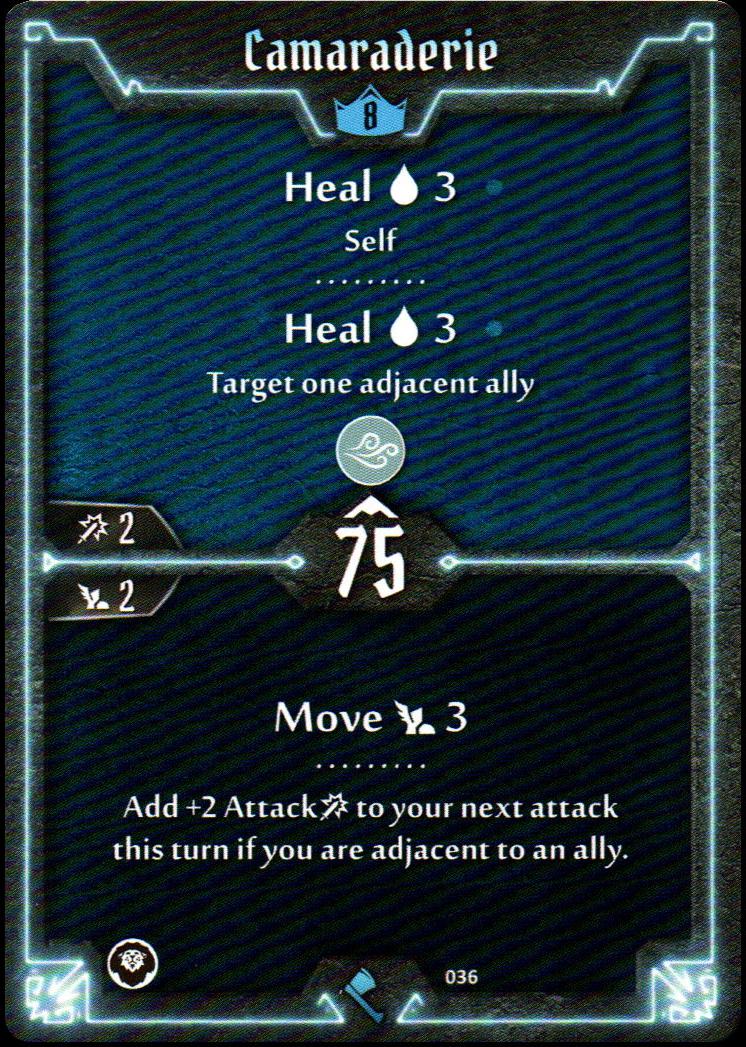 Camaraderie
8
Heal 3
Self
Heal 3
Target one adjacent ally
2
75
2
Move 3
Add +2 Attack to your next attack
this turn if you are adjacent to an ally.
036